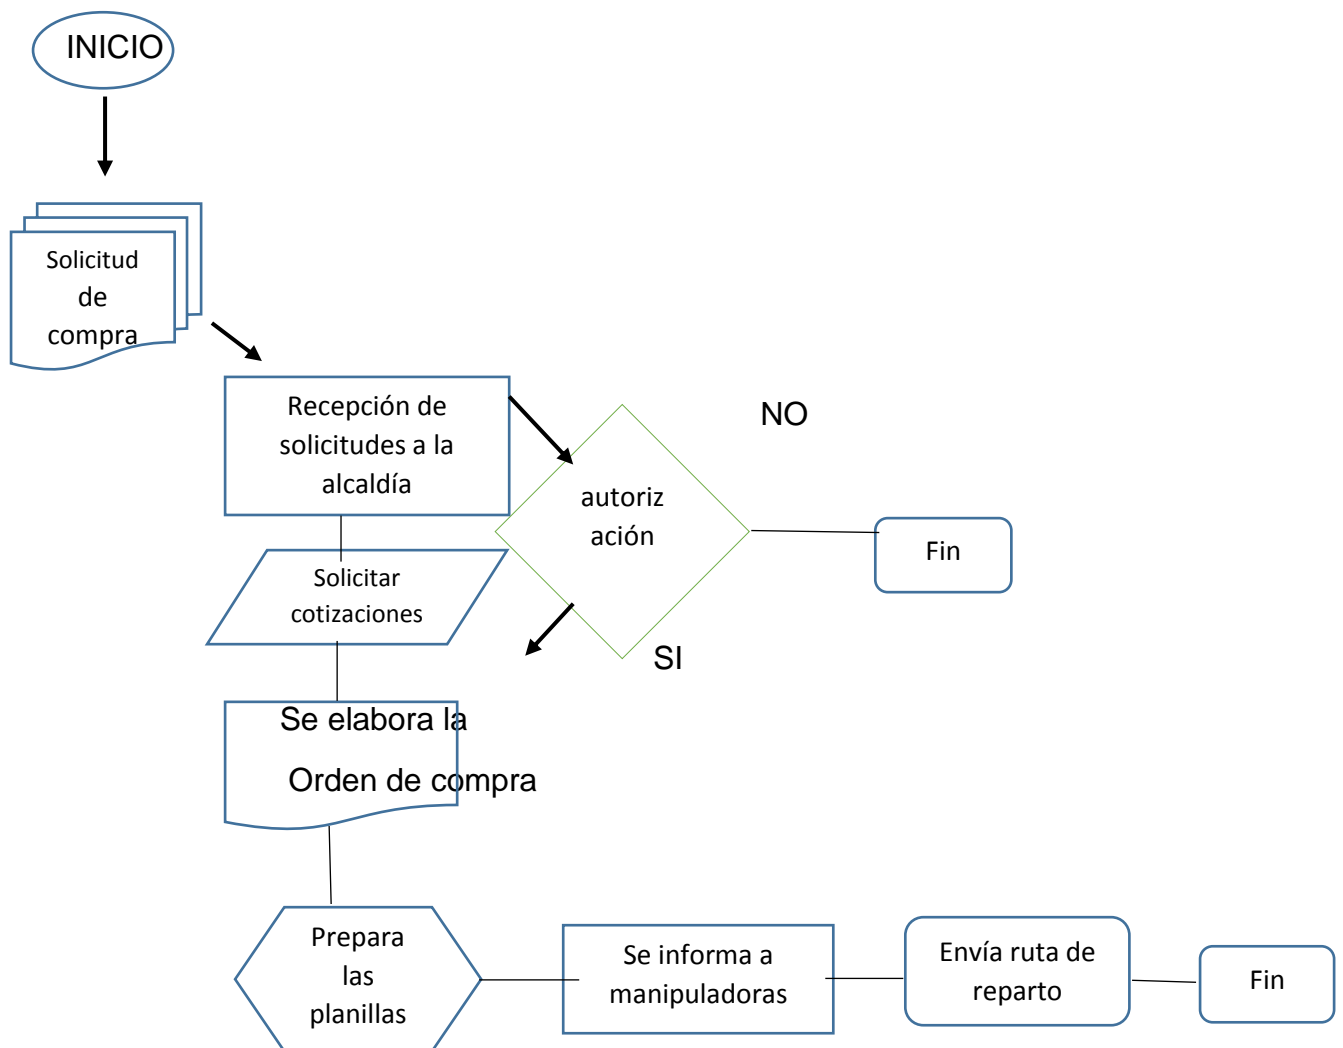 INICIO
Solicitud
de
compra
Recepción de
solicitudes a la
alcaldía
NO
autoriz
ación
Fin
Solicitar
cotizaciones
SI
Se elabora la
Orden de compra
Prepara
las
planillas
Se informa a
manipuladoras
Envía ruta de
reparto
Fin